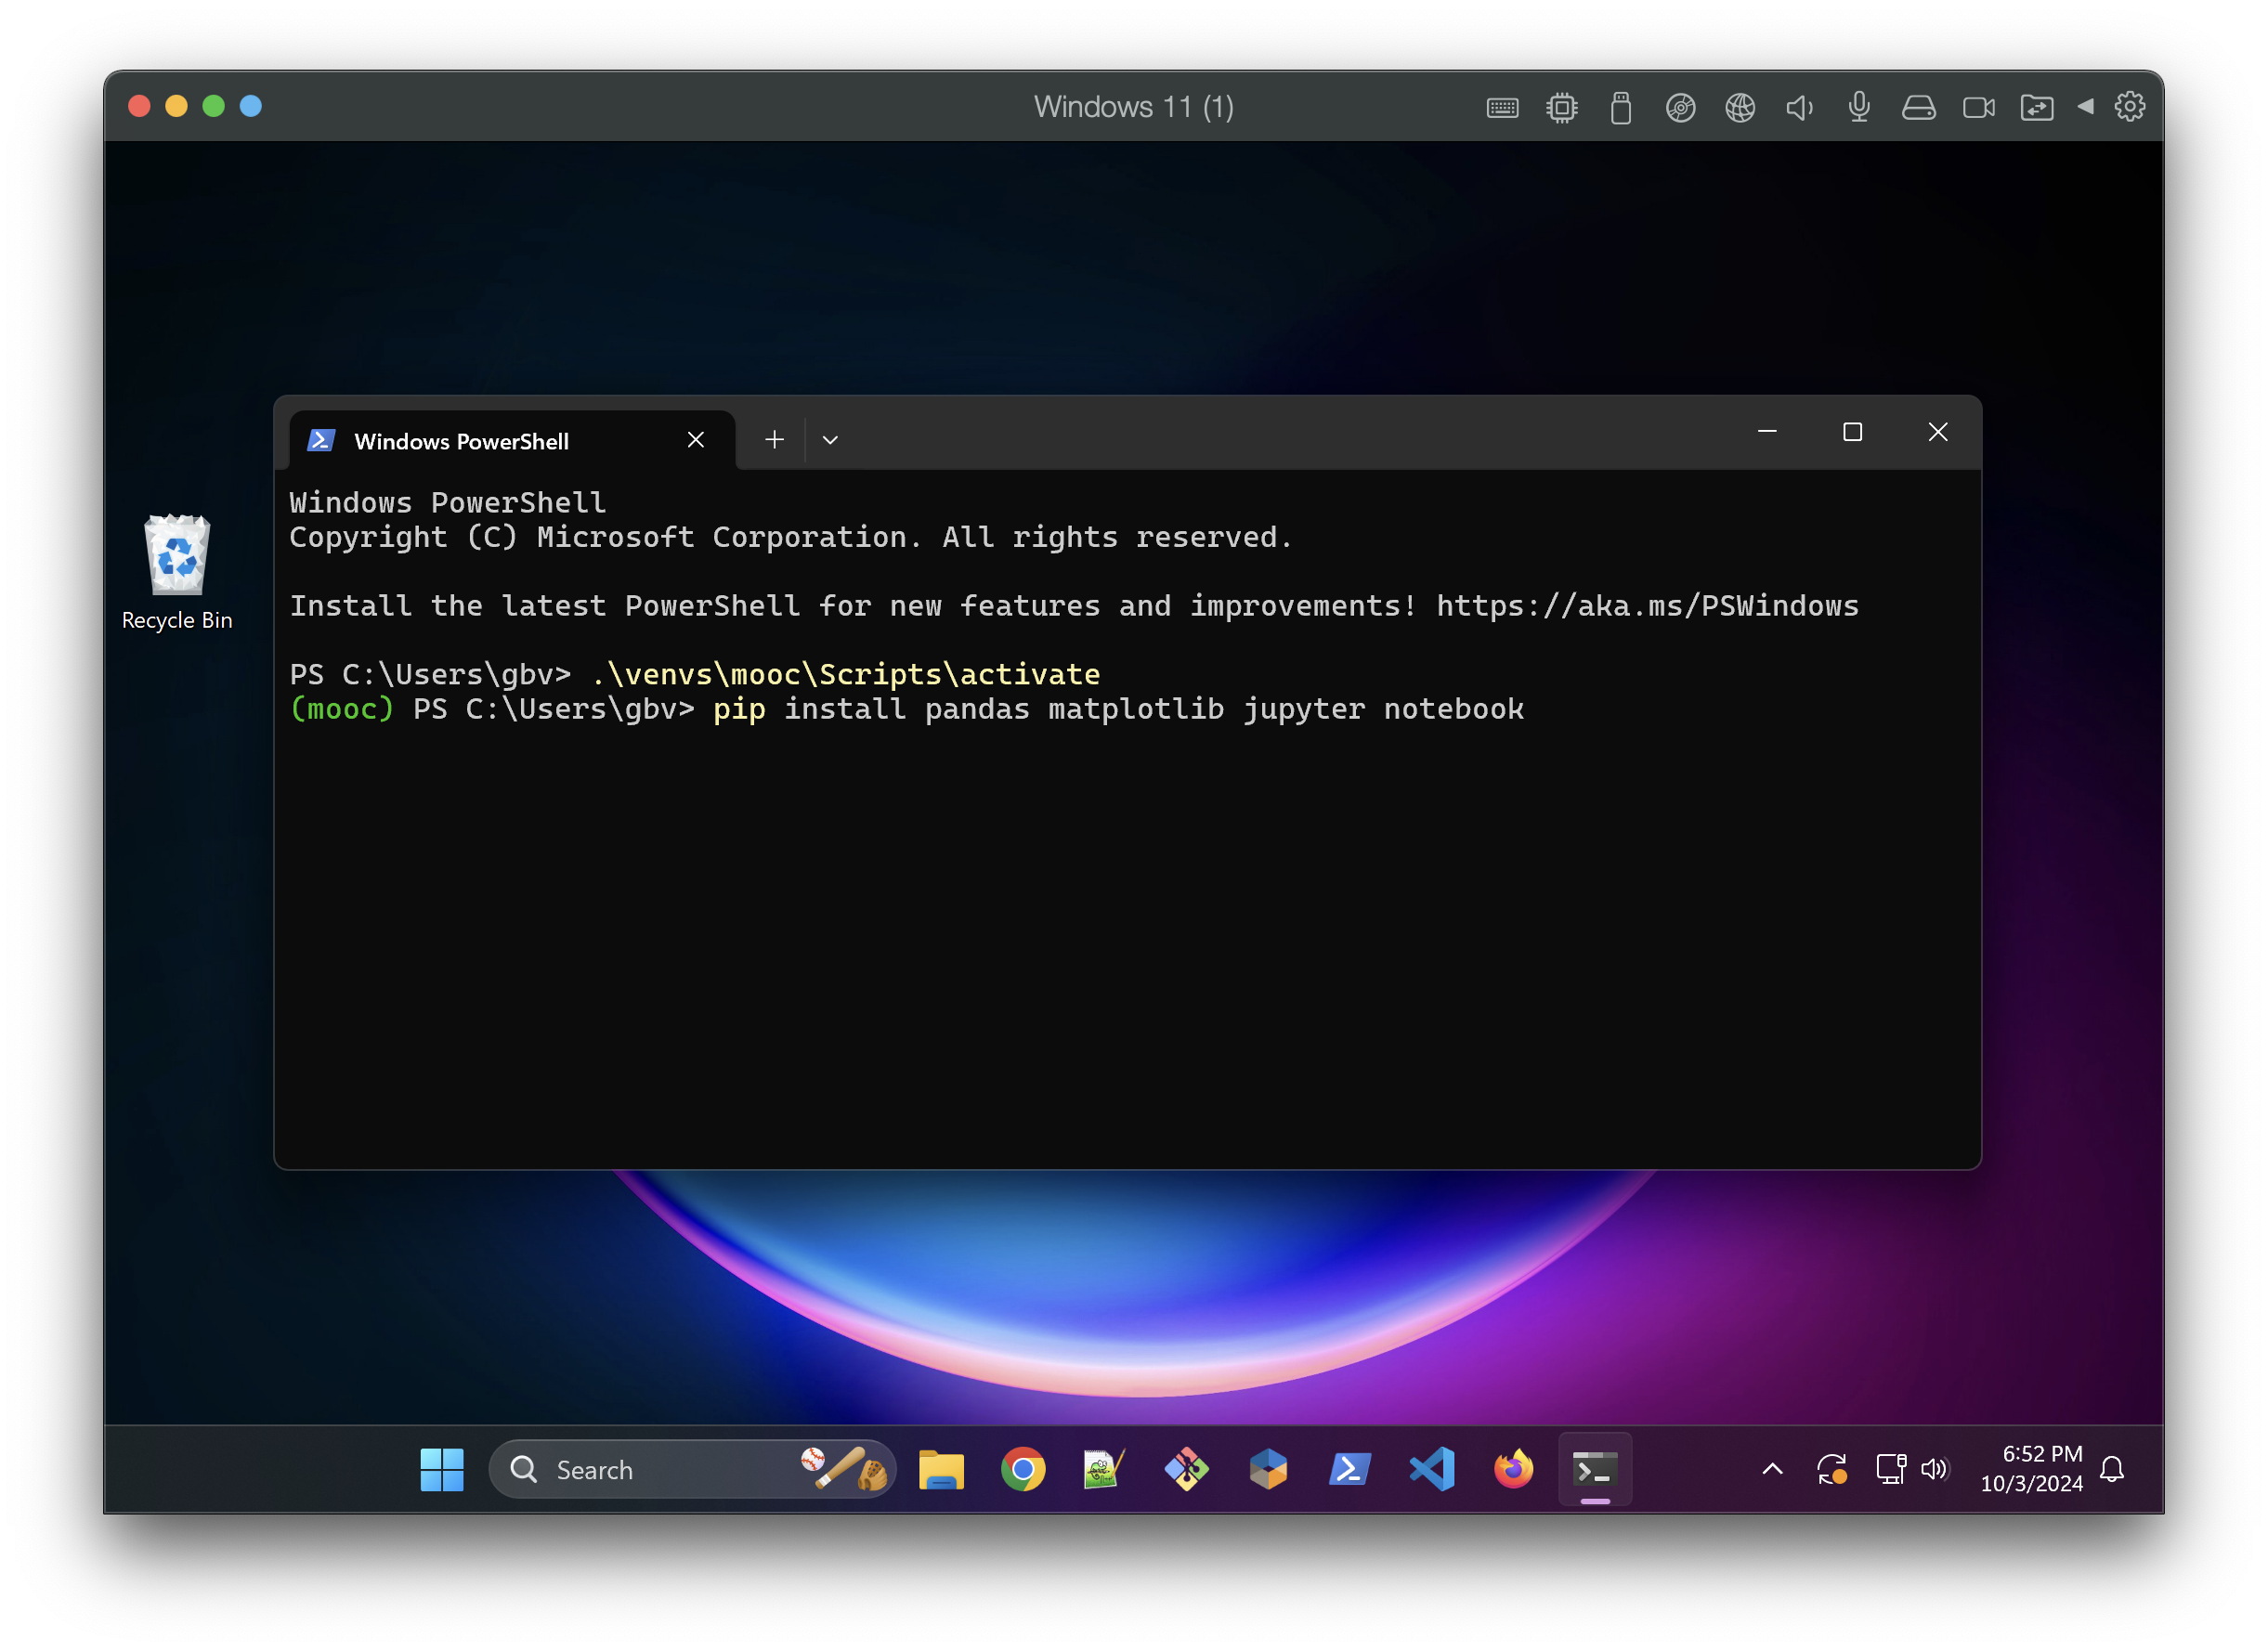 Windows 11 (1)
Windows PowerShell
Windows PowerShell
Copyright (C) Microsoft Corporation. All rights reserved.
Install the latest PowerShell for new features and improvements! https://aka.ms/PSWindows
PS C:\Users\gbv> .\venvs\mooc\Scripts\activate
(mooc) PS C:\Users\gbv> pip install pandas matplotlib jupyter notebook
Recycle Bin
Search
6:52 PM
10/3/2024